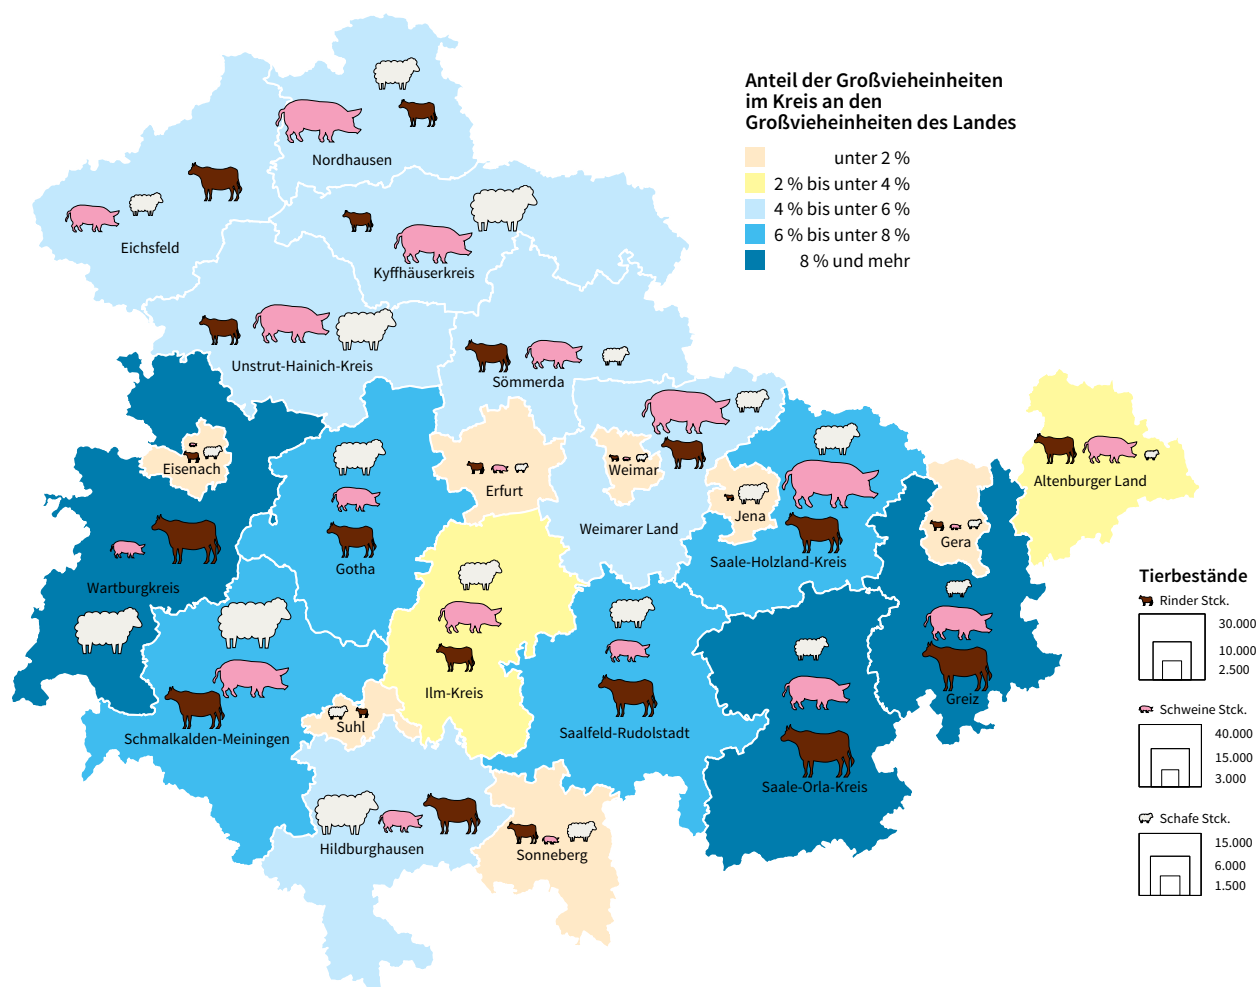 Anteil der Großvieheinheiten
im Kreis an den
Großvieheinheiten des Landes
unter 2 %
2 % bis unter 4 %
4 % bis unter 6 %
6 % bis unter 8 %
8 % und mehr
Nordhausen
Eichsfeld
Kyffhäuserkreis
Unstrut-Hainich-Kreis
Sömmerda
Eisenach
Erfurt
Weimar
Weimarer Land
Jena
Saale-Holzland-Kreis
Gera
Altenburger Land
Wartburgkreis
Gotha
Ilm-Kreis
Greiz
Suhl
Schmalkalden-Meiningen
Saalfeld-Rudolstadt
Saale-Orla-Kreis
Hildburghausen
Sonneberg
Tierbestände
Rinder Stck.
30.000
10.000
2.500
Schweine Stck.
40.000
15.000
3.000
Schafe Stck.
15.000
6.000
1.500